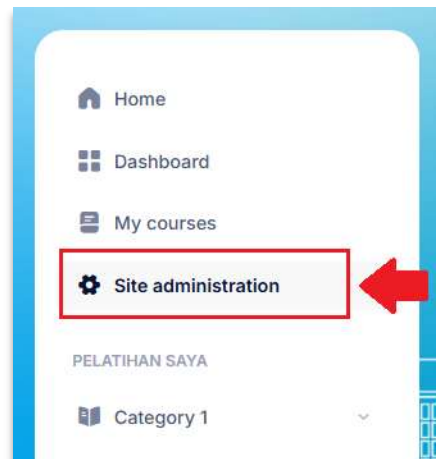 Home
Dashboard
My courses
Site administration
PELATIHAN SAYA
Category 1